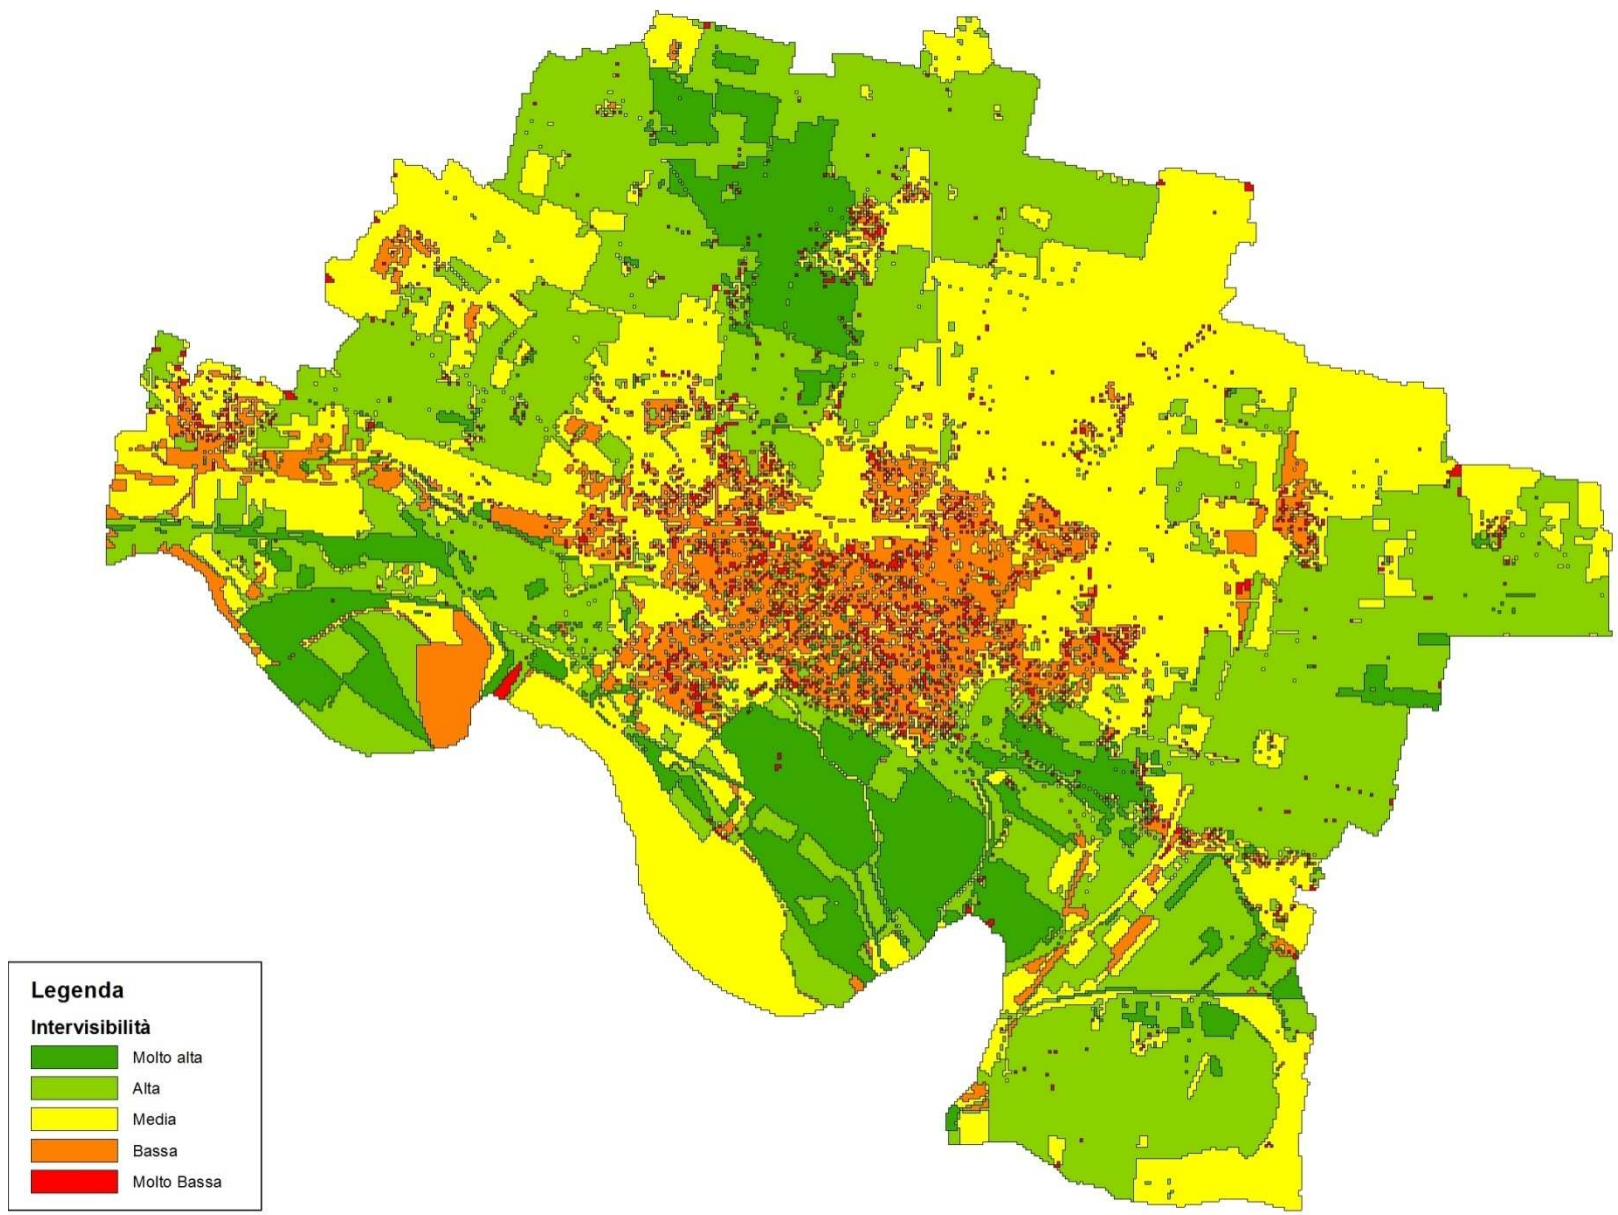 Legenda
Intervisibilità
Molto alta
Alta
Media
Bassa
Molto Bassa